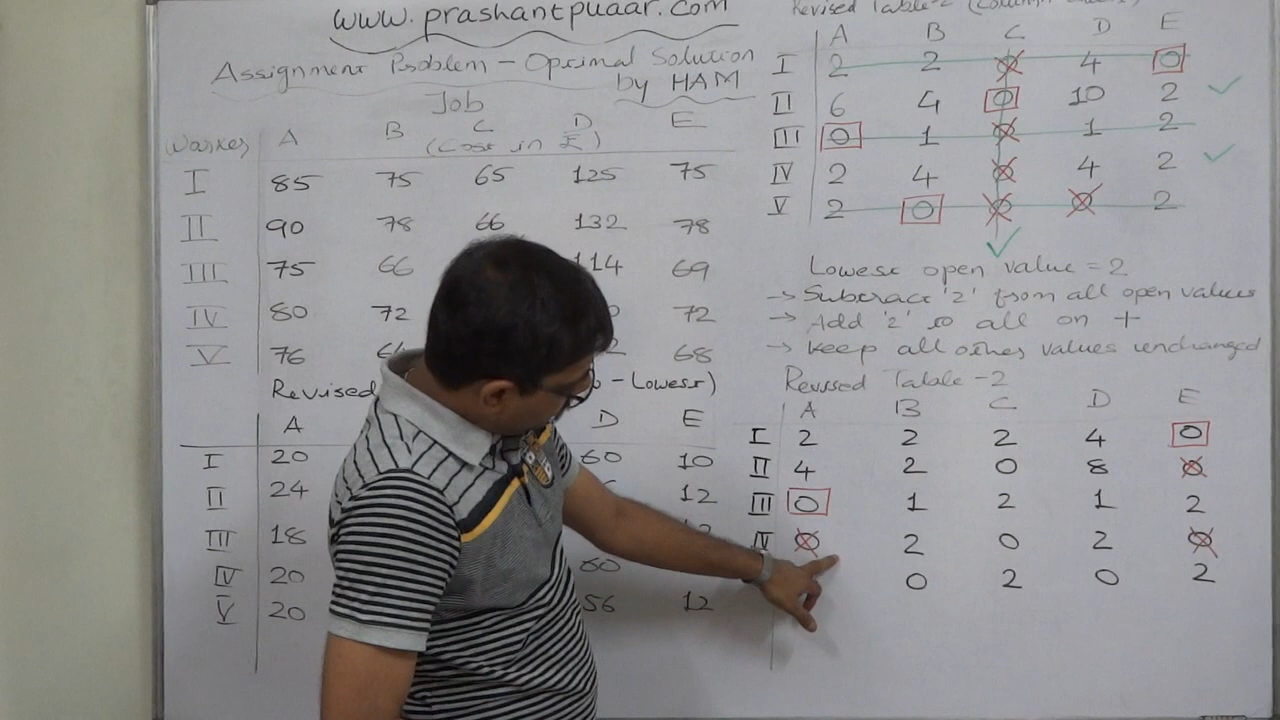 www.prashantpuaar.com
Assignment Problem - Optimal Solution
by HAM
Job
Worker A B C D E
(Cost in £)
I 85 75 65 125 75
II 90 78 66 132 78
III 75 66 114 69
IV 80 72 72
V 76 68
Revised - Lowest)
A D E
I 20 60 10
II 24 12
III 18
IV 20 60
V 20 56 12
Revised Table-2 (Column
A B C D E
I 2 2 0 4 0
II 6 4 0 10 2
III 0 1 0 1 2
IV 2 4 0 4 2
V 2 0 0 0 2
Lowest open value = 2
→ Subtract '2' from all open values
→ Add '2' to all on +
→ Keep all other values unchanged
Revised Table-2
A B C D E
I 2 2 2 4 0
II 4 2 0 8 0
III 0 1 2 1 2
IV 0 2 0 2 0
0 2 0 2